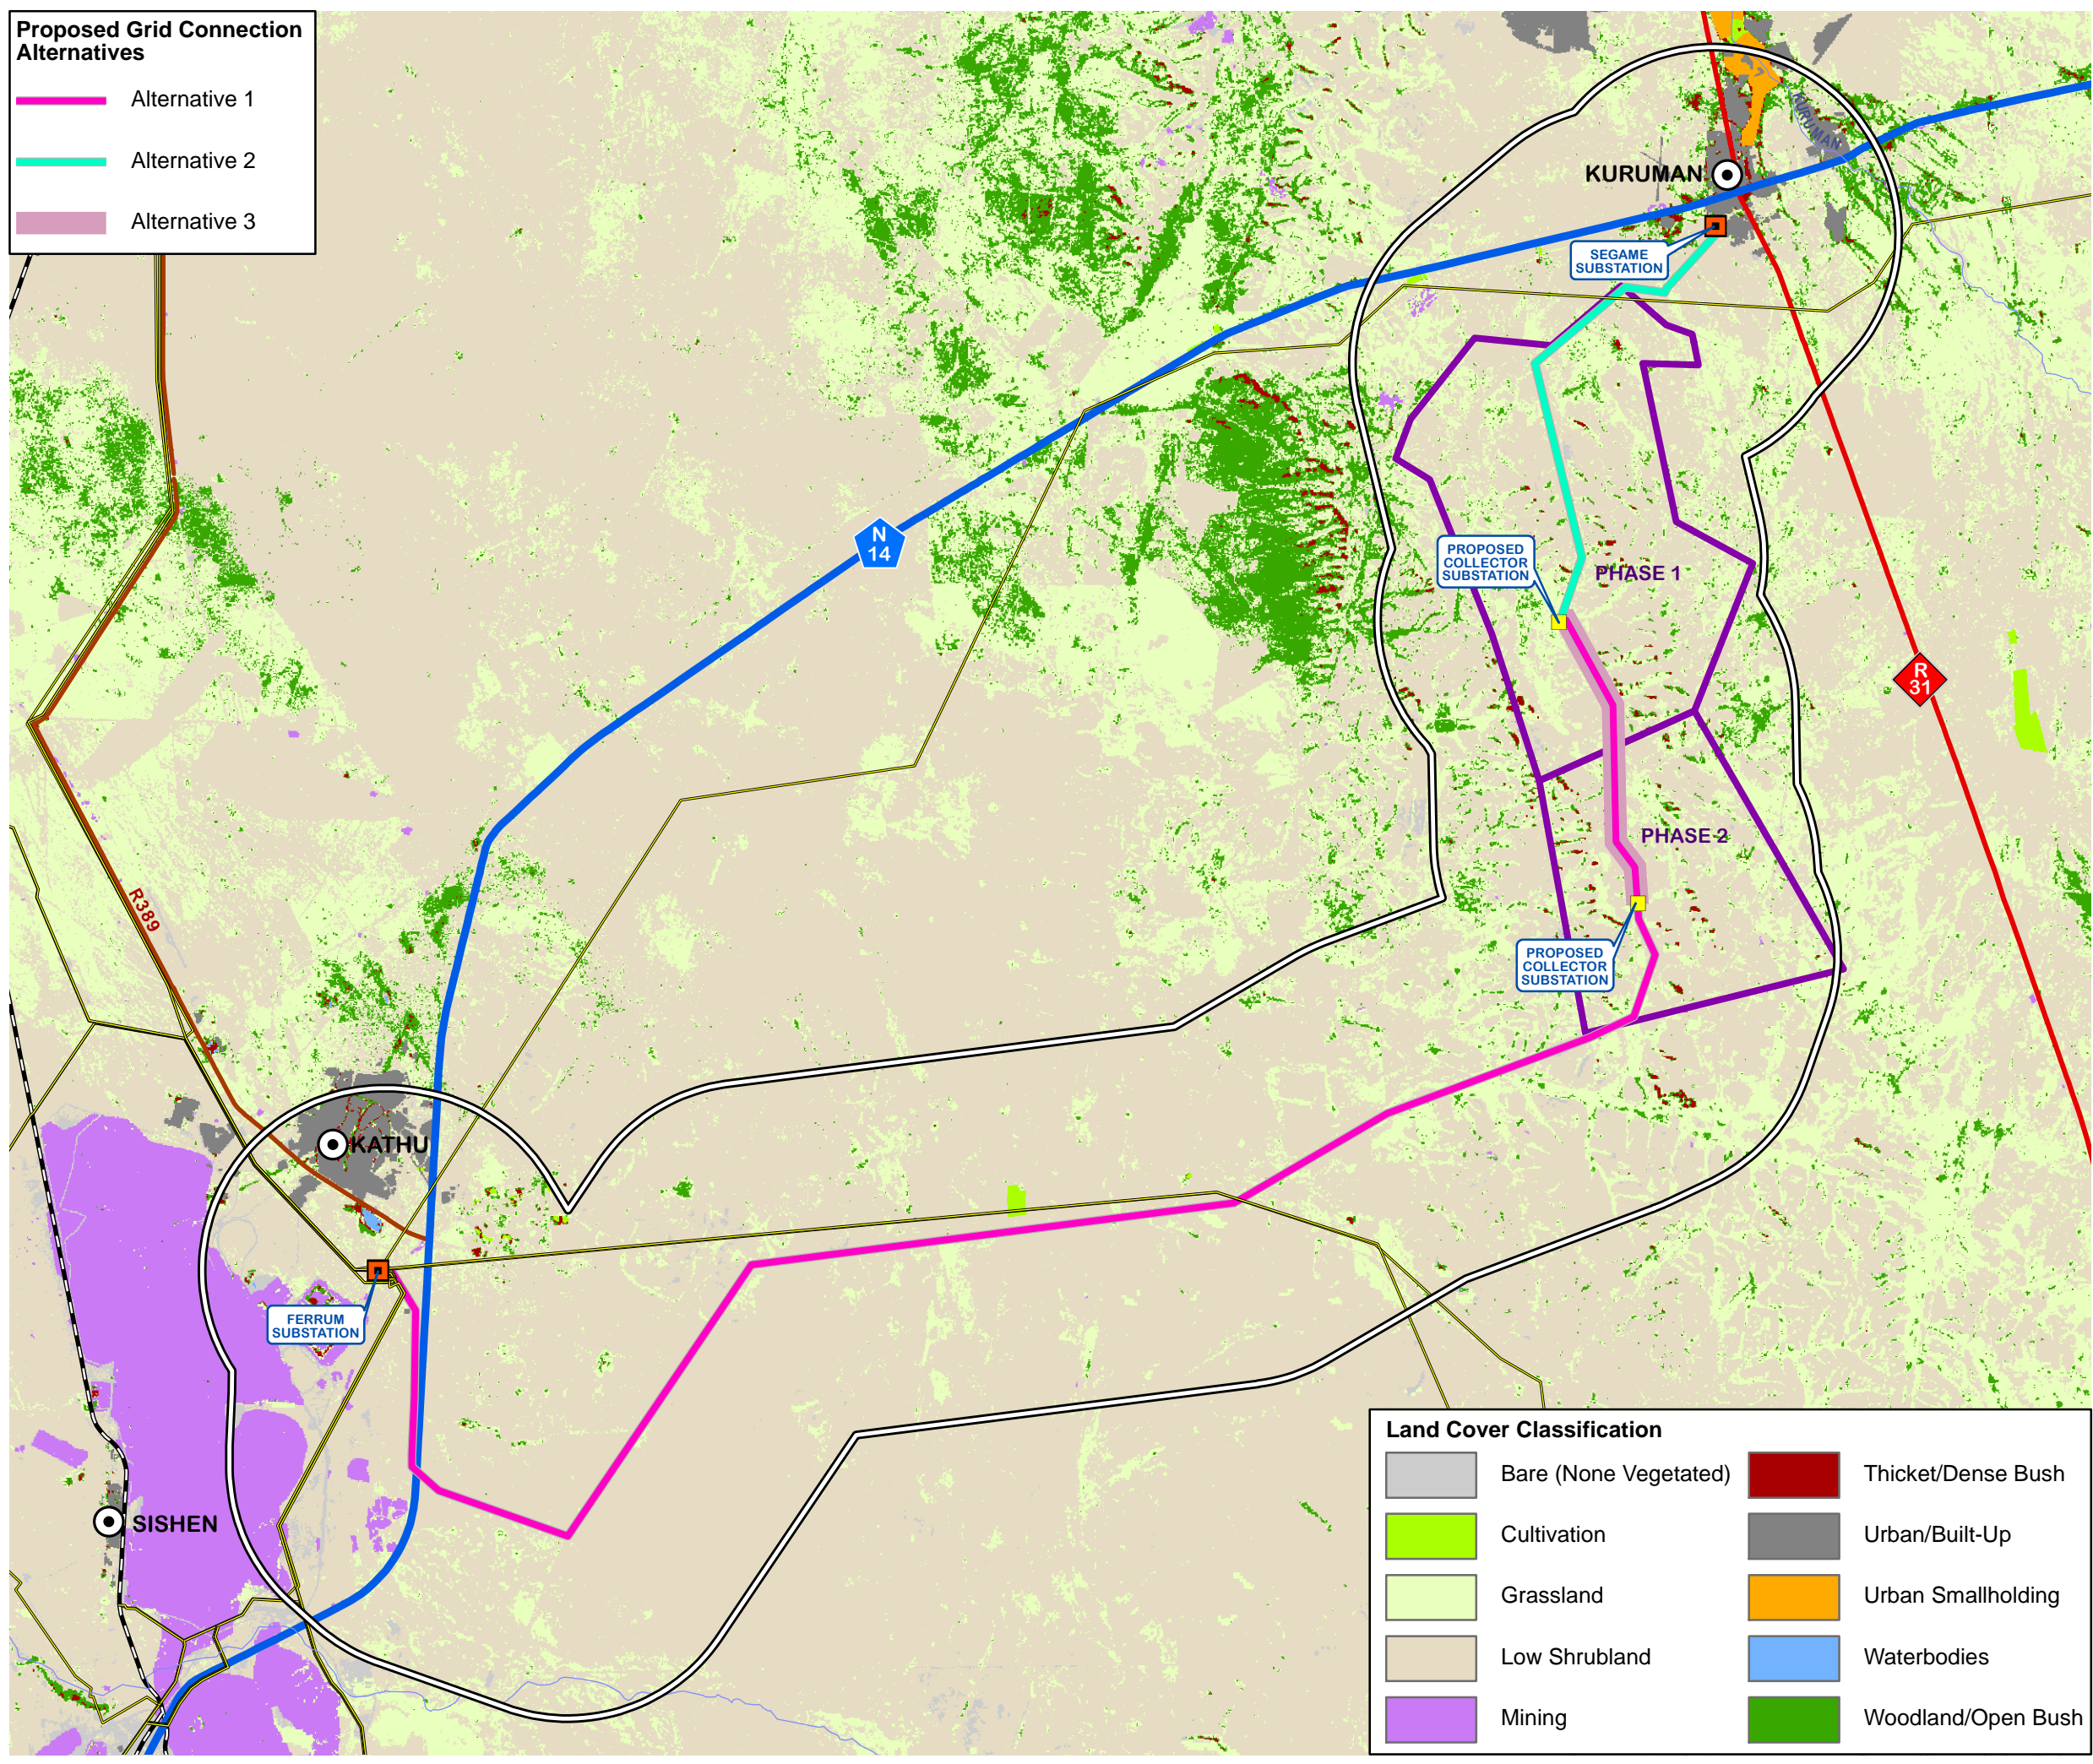 Proposed Grid Connection
Alternatives
Alternative 1
Alternative 2
Alternative 3
KURUMAN
KURUMAN
SEGAME
SUBSTATION
N
14
PROPOSED
COLLECTOR
SUBSTATION
PHASE 1
R
31
PHASE 2
R389
PROPOSED
COLLECTOR
SUBSTATION
KATHU
FERRUM
SUBSTATION
SISHEN
Land Cover Classification
Bare (None Vegetated)
Cultivation
Grassland
Low Shrubland
Mining
Thicket/Dense Bush
Urban/Built-Up
Urban Smallholding
Waterbodies
Woodland/Open Bush